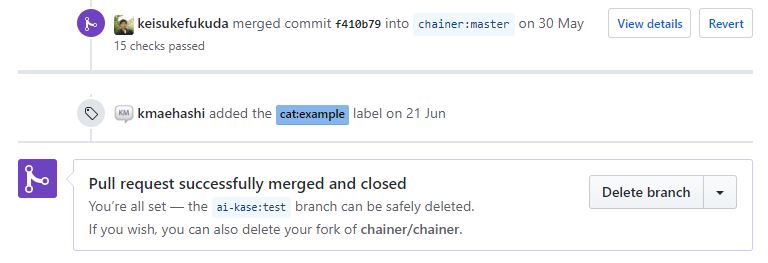 keisukefukuda merged commit f410b79 into chainer:master on 30 May View details Revert
15 checks passed
KM kmaehashi added the cat:example label on 21 Jun
Pull request successfully merged and closed
Delete branch
You're all set — the ai-kase:test branch can be safely deleted.
If you wish, you can also delete your fork of chainer/chainer.